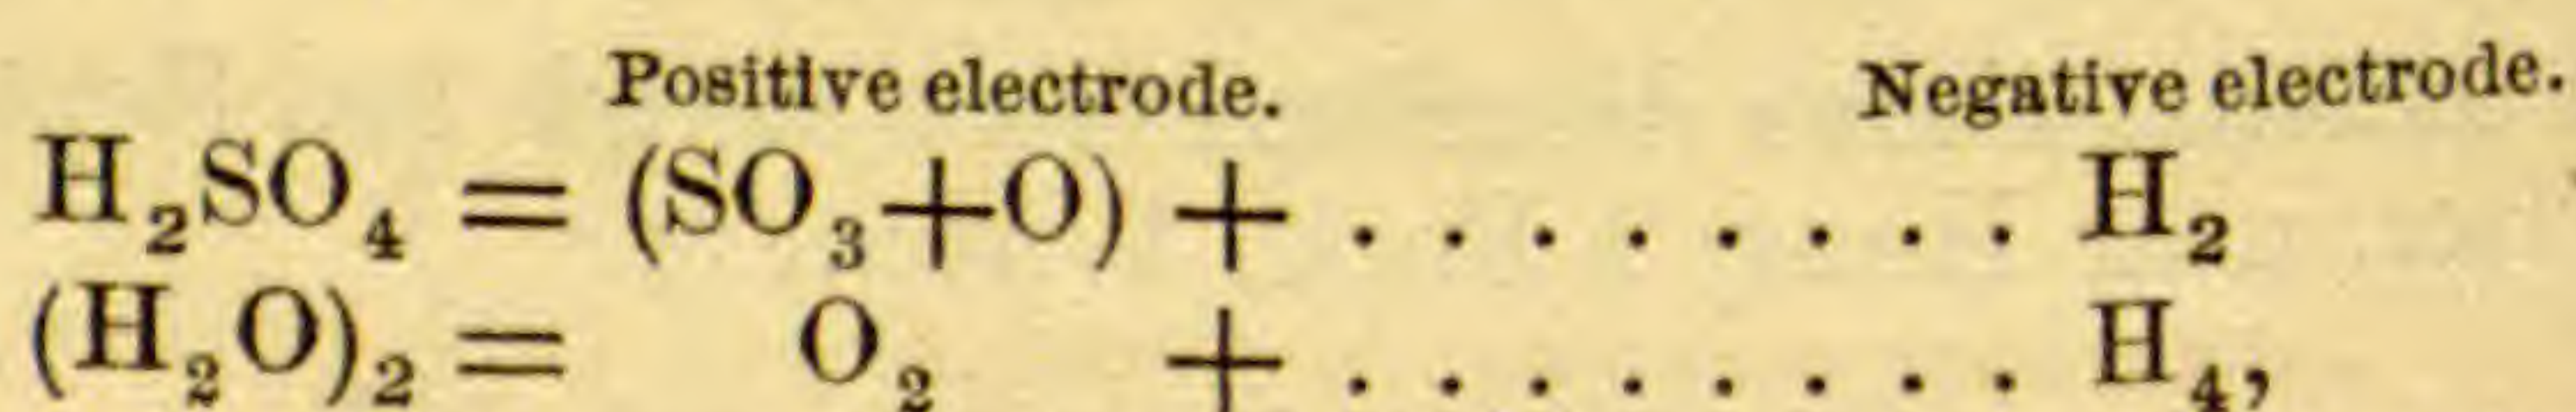 Positive electrode. Negative electrode.
H₂SO₄ = (SO₃+O) + . . . . . . . . H₂
(H₂O)₂ = O₂ + . . . . . . . . H₄,